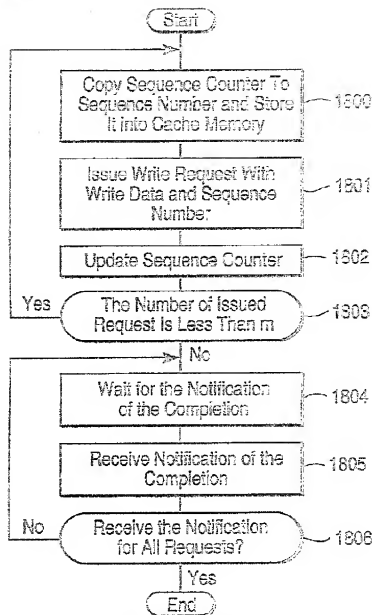 Start
Copy Sequence Counter To
Sequence Number and Store
It Into Cache Memory
1800
Issue Write Request With
Write Data and Sequence
Number
1801
Update Sequence Counter
1802
Yes
The Number of Issued
Request Is Less Than m
1803
No
Wait for the Notification
of the Completion
1804
Receive Notification of the
Completion
1805
No
Receive the Notification
for All Requests?
1806
Yes
End